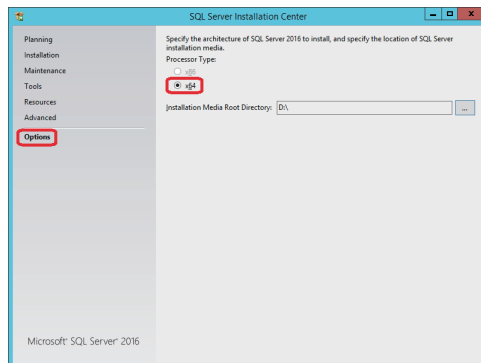 SQL Server Installation Center
Planning
Installation
Maintenance
Tools
Resources
Advanced
Options
Specify the architecture of SQL Server 2016 to install, and specify the location of SQL Server
installation media.
Processor Type:
x86
x64
Installation Media Root Directory: D:\ ...
Microsoft SQL Server 2016